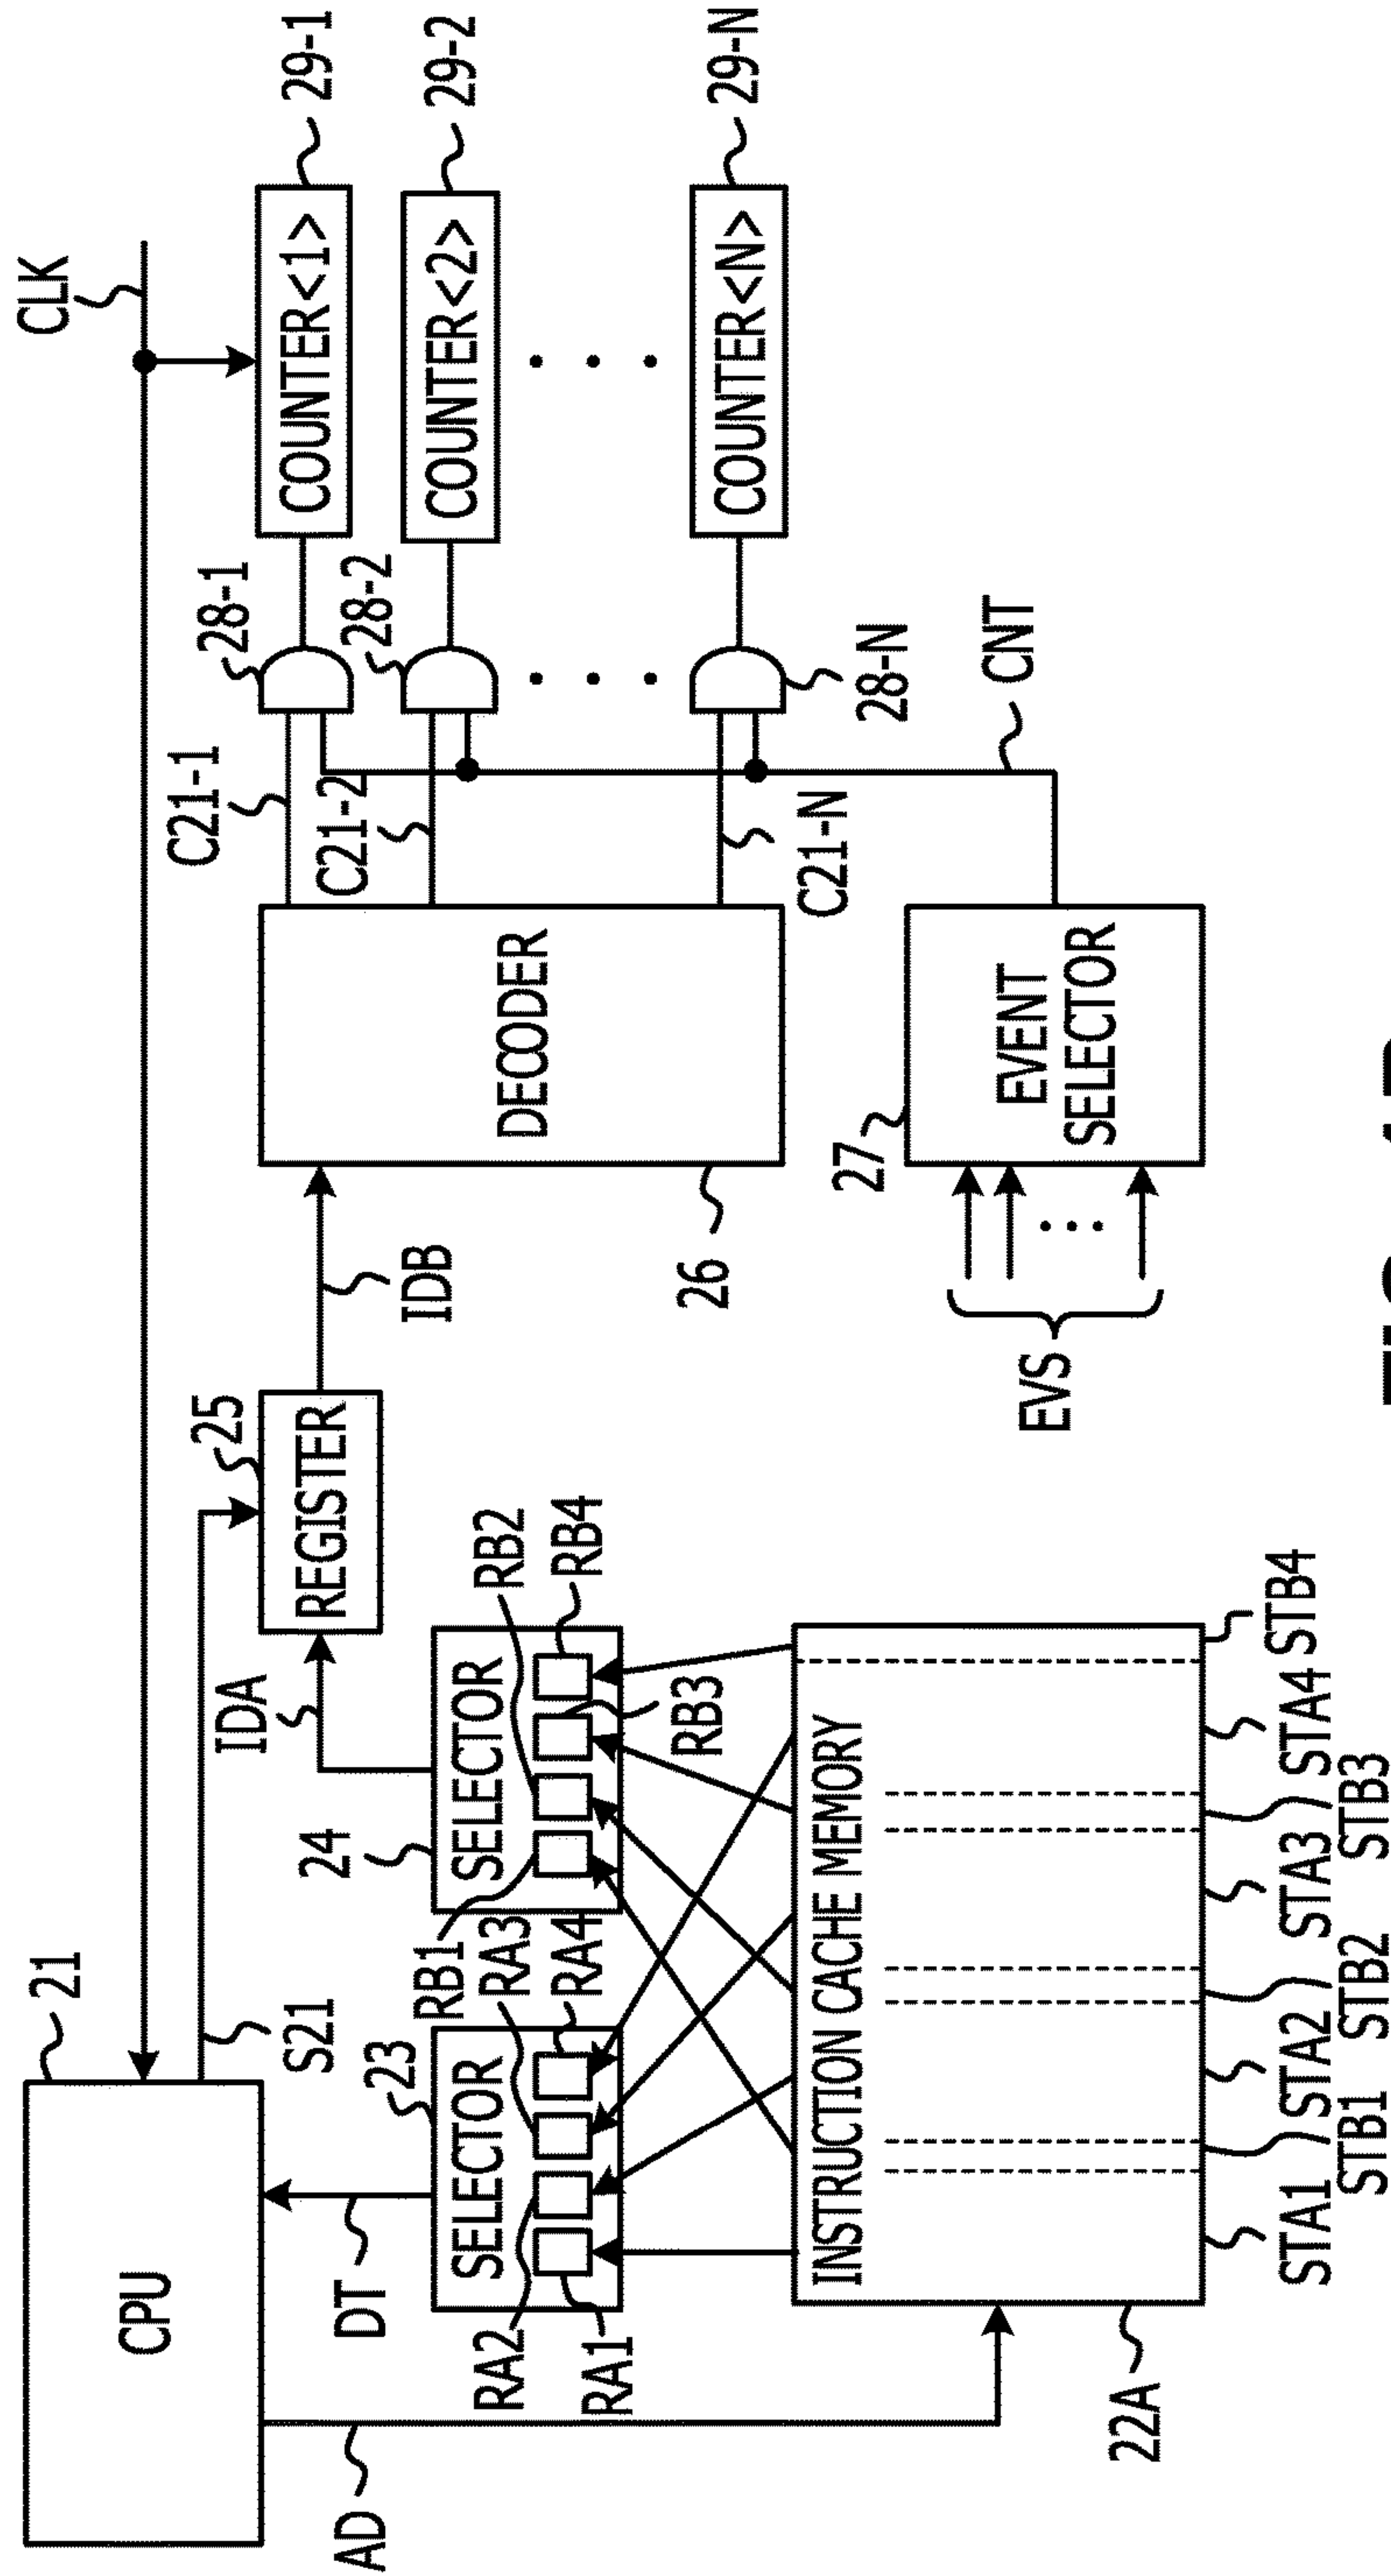 CLK
21
CPU
S21
25
REGISTER
IDA
IDB
DECODER
26
C21-1
C21-2
C21-N
28-1
28-2
28-N
COUNTER<1>
COUNTER<2>
COUNTER<N>
29-1
29-2
29-N
CNT
27
EVENT
SELECTOR
EVS
AD
DT
23
SELECTOR
RA1
RA2
RA3
RA4
24
SELECTOR
RB1
RB2
RB3
RB4
INSTRUCTION CACHE MEMORY
22A
STA1
STB1
STA2
STB2
STA3
STB3
STA4
STB4